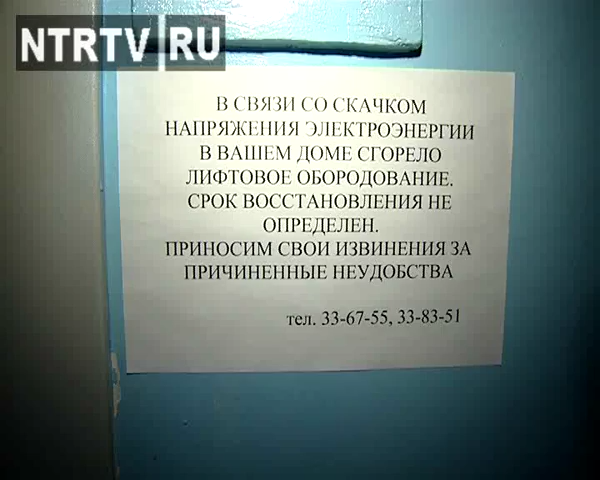 NTRTV|RU
В СВЯЗИ СО СКАЧКОМ
НАПРЯЖЕНИЯ ЭЛЕКТРОЭНЕРГИИ
В ВАШЕМ ДОМЕ СГОРЕЛО
ЛИФТОВОЕ ОБОРОДОВАНИЕ.
СРОК ВОССТАНОВЛЕНИЯ НЕ
ОПРЕДЕЛЕН.
ПРИНОСИМ СВОИ ИЗВИНЕНИЯ ЗА
ПРИЧИНЕННЫЕ НЕУДОБСТВА
тел. 33-67-55, 33-83-51